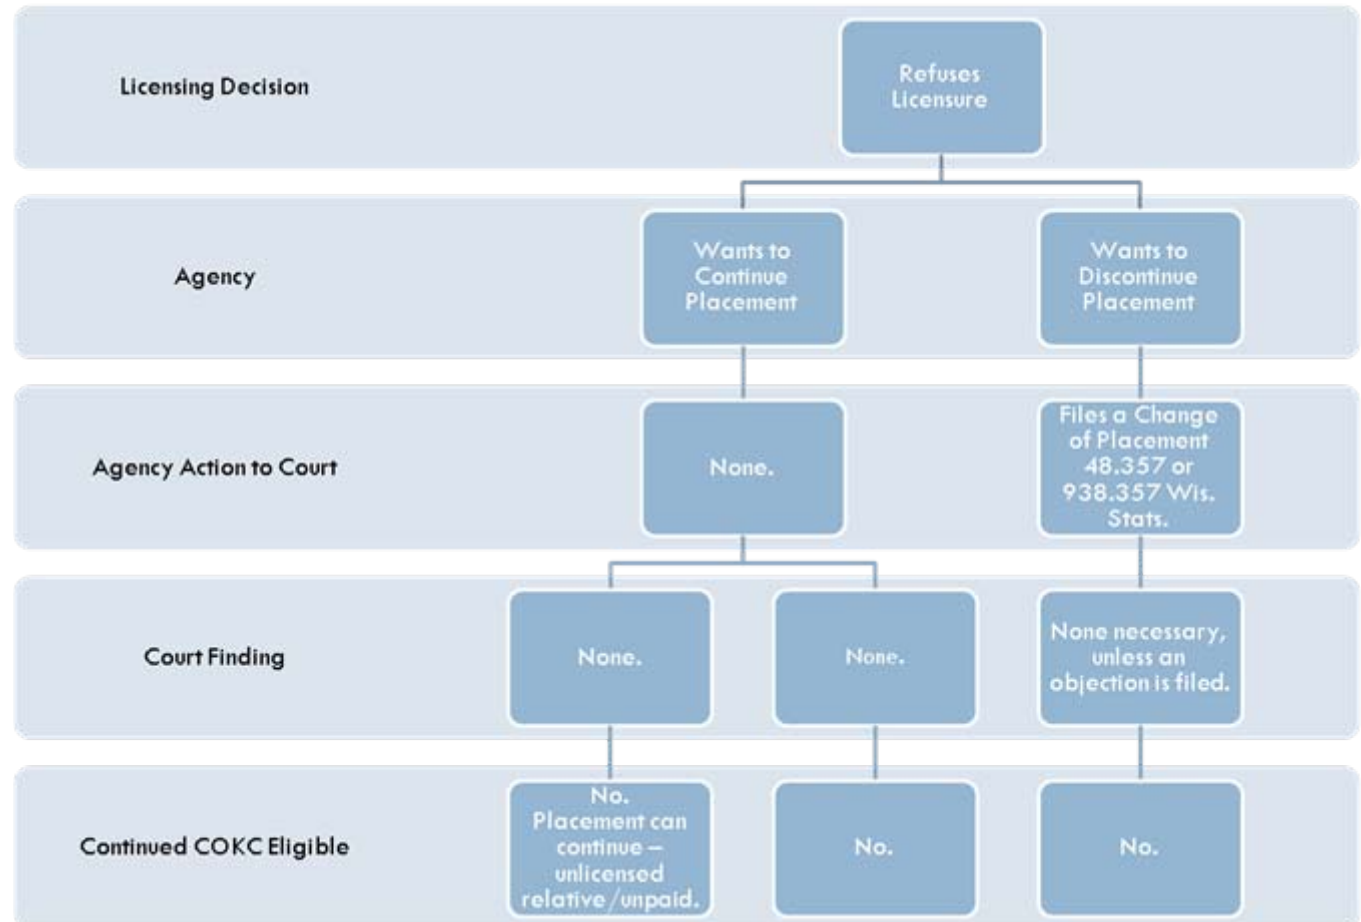 Licensing Decision
Refuses
Licensure
Agency
Wants to
Continue
Placement
Wants to
Discontinue
Placement
Agency Action to Court
None.
Files a Change
of Placement
48.357 or
938.357 Wis.
Stats.
Court Finding
None.
None.
None necessary,
unless an
objection is filed.
Continued COKC Eligible
No.
Placement can
continue –
unlicensed
relative/unpaid.
No.
No.